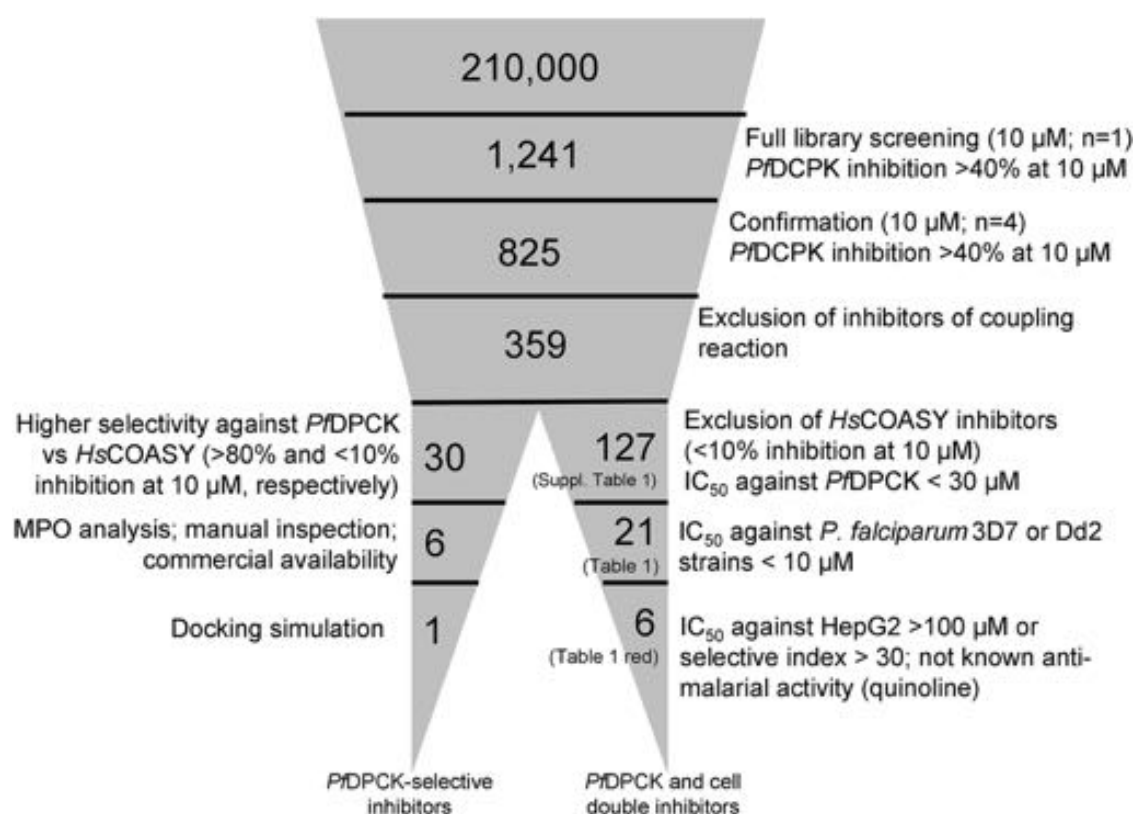 210,000
1,241
Full library screening (10 µM; n=1)
PfDCPK inhibition >40% at 10 µM
825
Confirmation (10 µM; n=4)
PfDCPK inhibition >40% at 10 µM
359
Exclusion of inhibitors of coupling
reaction
Higher selectivity against PfDPCK
vs HsCOASY (>80% and <10%
inhibition at 10 µM, respectively)
30
127
(Suppl. Table 1)
Exclusion of HsCOASY inhibitors
(<10% inhibition at 10 µM)
IC50 against PfDPCK < 30 µM
MPO analysis; manual inspection;
commercial availability
6
21
(Table 1)
IC50 against P. falciparum 3D7 or Dd2
strains < 10 µM
Docking simulation
1
6
(Table 1 red)
IC50 against HepG2 >100 µM or
selective index > 30; not known anti-
malarial activity (quinoline)
PfDPCK-selective
inhibitors
PfDPCK and cell
double inhibitors